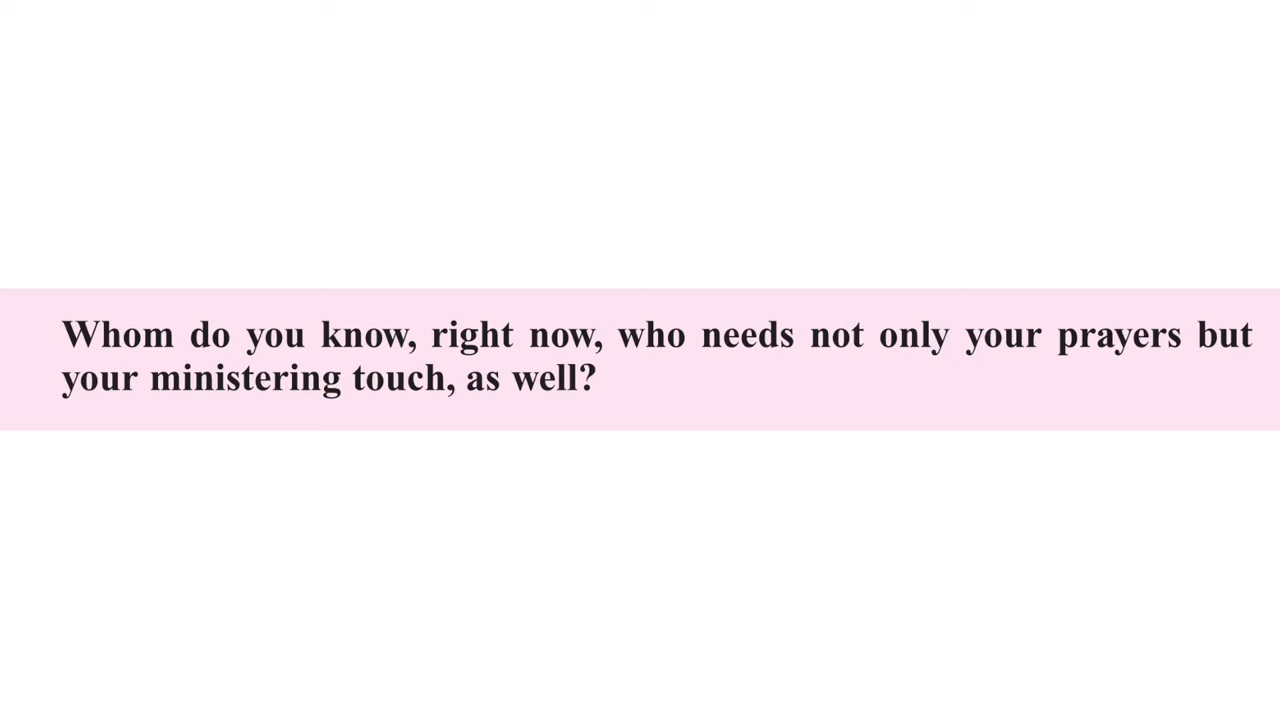 Whom do you know, right now, who needs not only your prayers but
your ministering touch, as well?